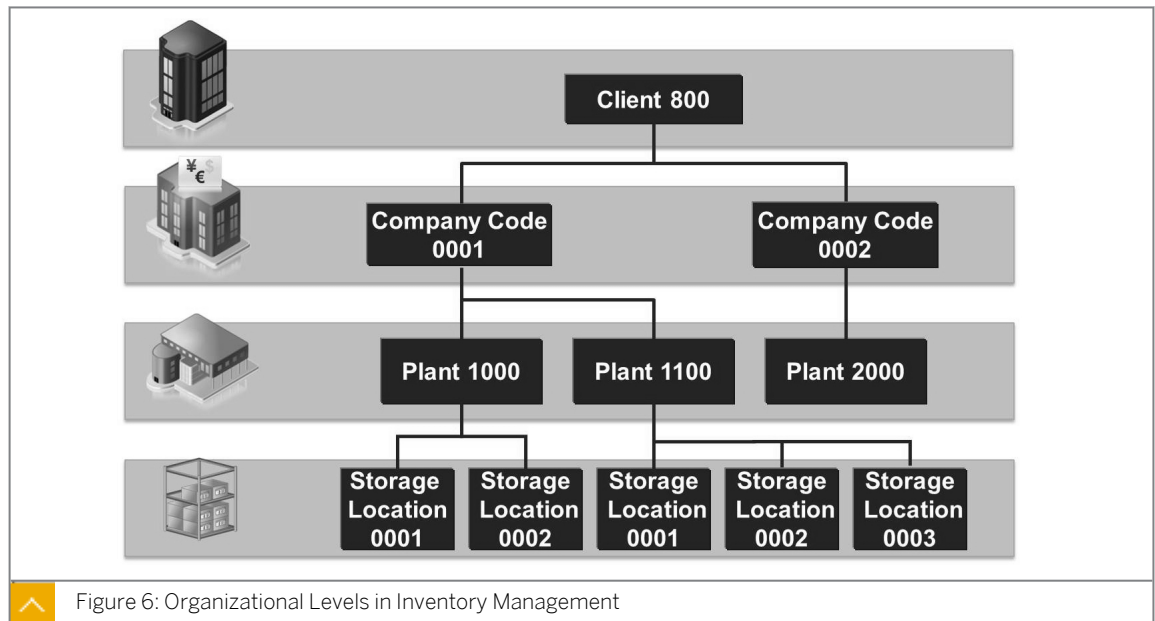 Client 800
¥ $
€
Company Code
0001
Company Code
0002
Plant 1000
Plant 1100
Plant 2000
Storage
Location
0001
Storage
Location
0002
Storage
Location
0001
Storage
Location
0002
Storage
Location
0003
Figure 6: Organizational Levels in Inventory Management